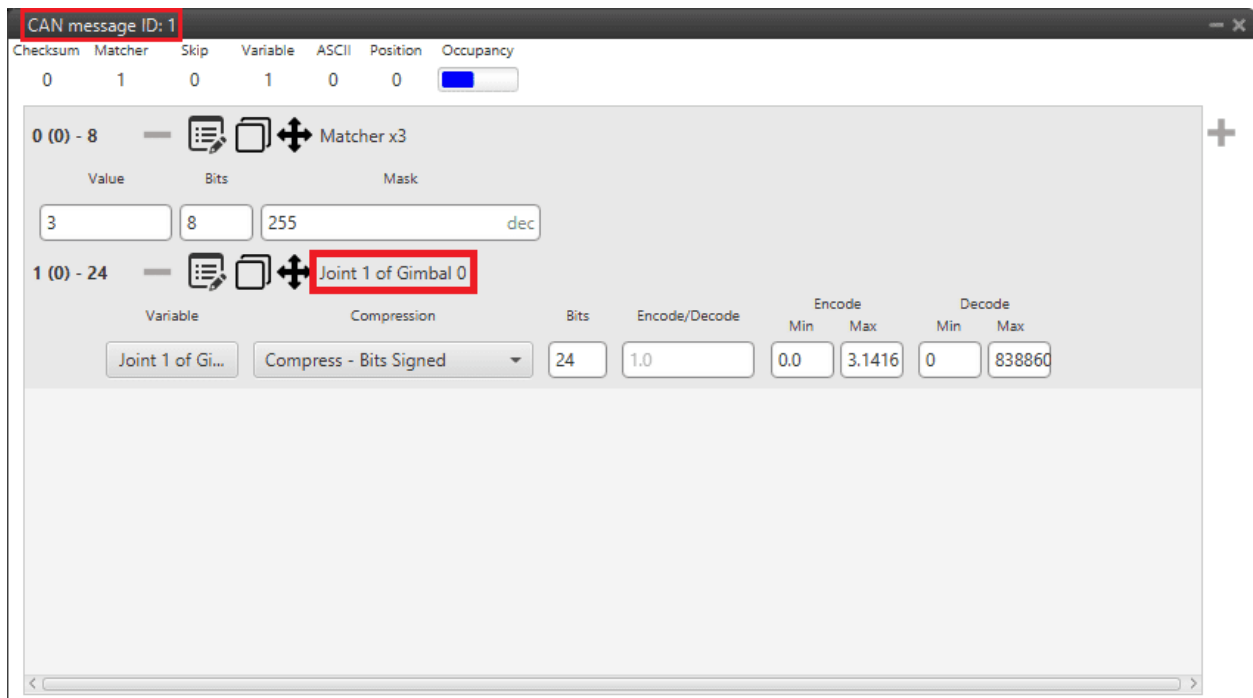 CAN message ID: 1
Checksum Matcher Skip Variable ASCII Position Occupancy
0 1 0 1 0 0
0 (0) - 8 Matcher x3
Value Bits Mask
3 8 255 dec
1 (0) - 24 Joint 1 of Gimbal 0
Variable Compression Bits Encode/Decode Encode Decode
Min Max Min Max
Joint 1 of Gi... Compress - Bits Signed 24 1.0 0.0 3.1416 0 838860